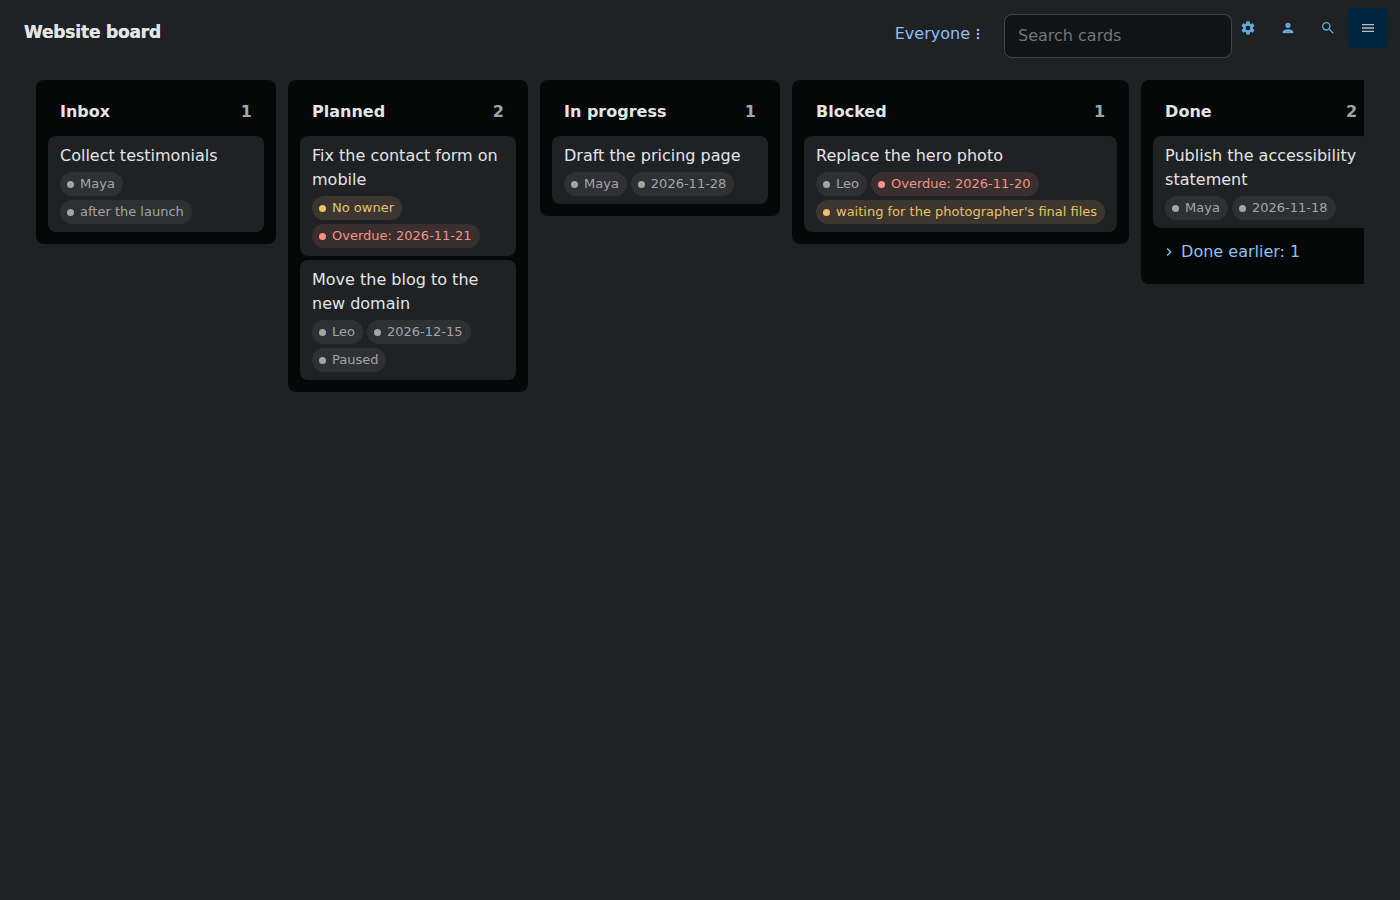 Website board
Everyone
Search cards
Inbox 1
Collect testimonials
Maya
after the launch
Planned 2
Fix the contact form on
mobile
No owner
Overdue: 2026-11-21
Move the blog to the
new domain
Leo 2026-12-15
Paused
In progress 1
Draft the pricing page
Maya 2026-11-28
Blocked 1
Replace the hero photo
Leo Overdue: 2026-11-20
waiting for the photographer's final files
Done 2
Publish the accessibility
statement
Maya 2026-11-18
Done earlier: 1